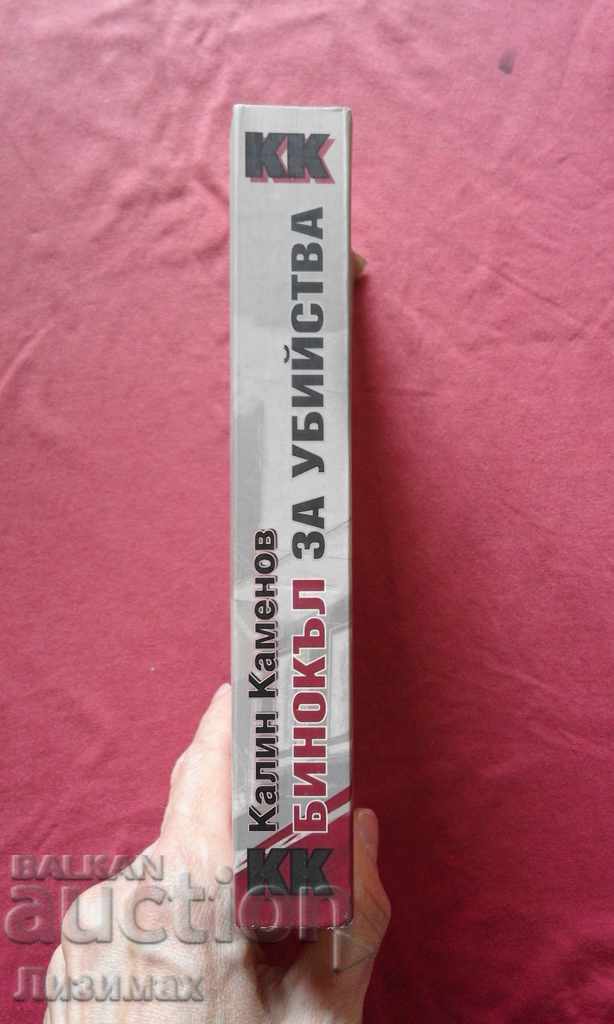 КК
Калин Каменов
БИНОКЪЛ ЗА УБИЙСТВА
КК
BALKAN
auction
Лизимах